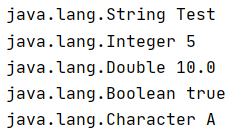 java.lang.String Test
java.lang.Integer 5
java.lang.Double 10.0
java.lang.Boolean true
java.lang.Character A